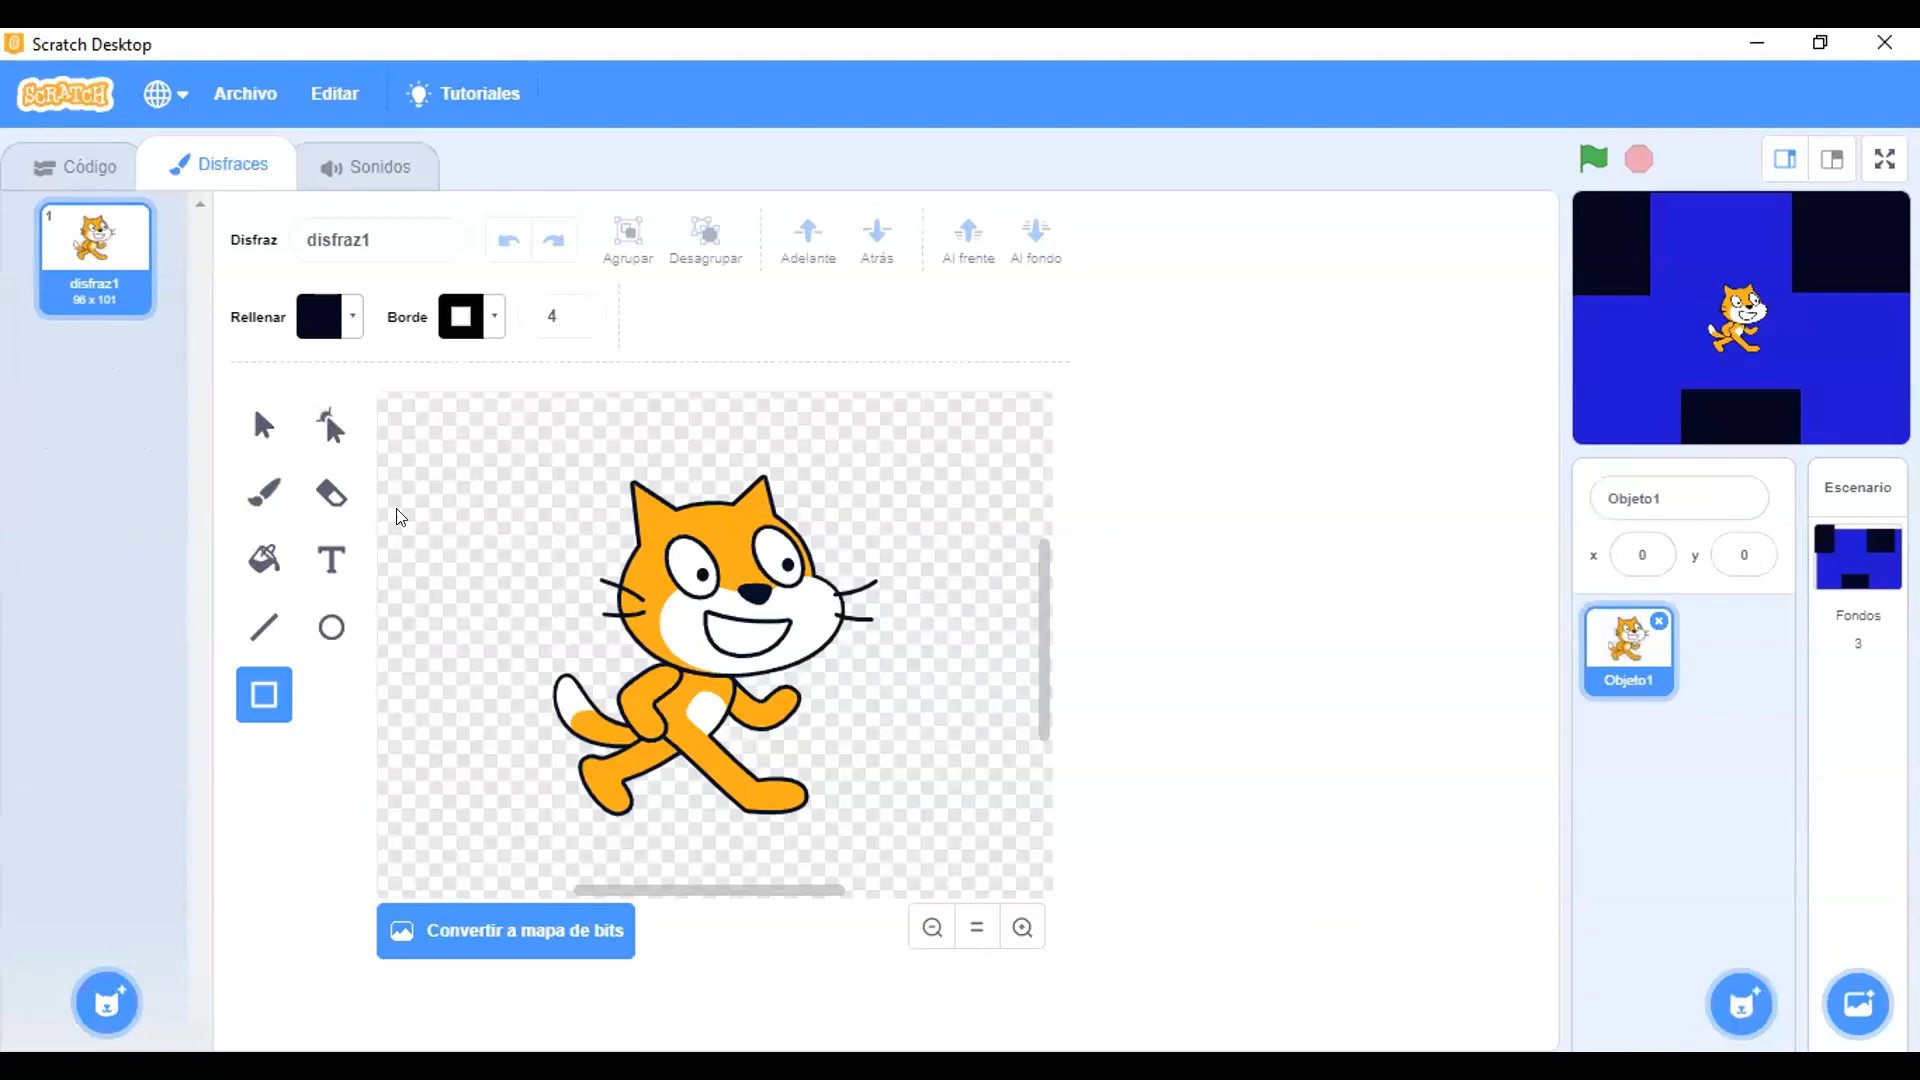 Scratch Desktop
SCRATCH
Archivo
Editar
Tutoriales
Código
Disfraces
Sonidos
1
disfraz1
96 x 101
Disfraz
disfraz1
Agrupar
Desagrupar
Adelante
Atrás
Al frente
Al fondo
Rellenar
Borde
4
T
Convertir a mapa de bits
Objeto1
x
0
y
0
Objeto1
Escenario
Fondos
3